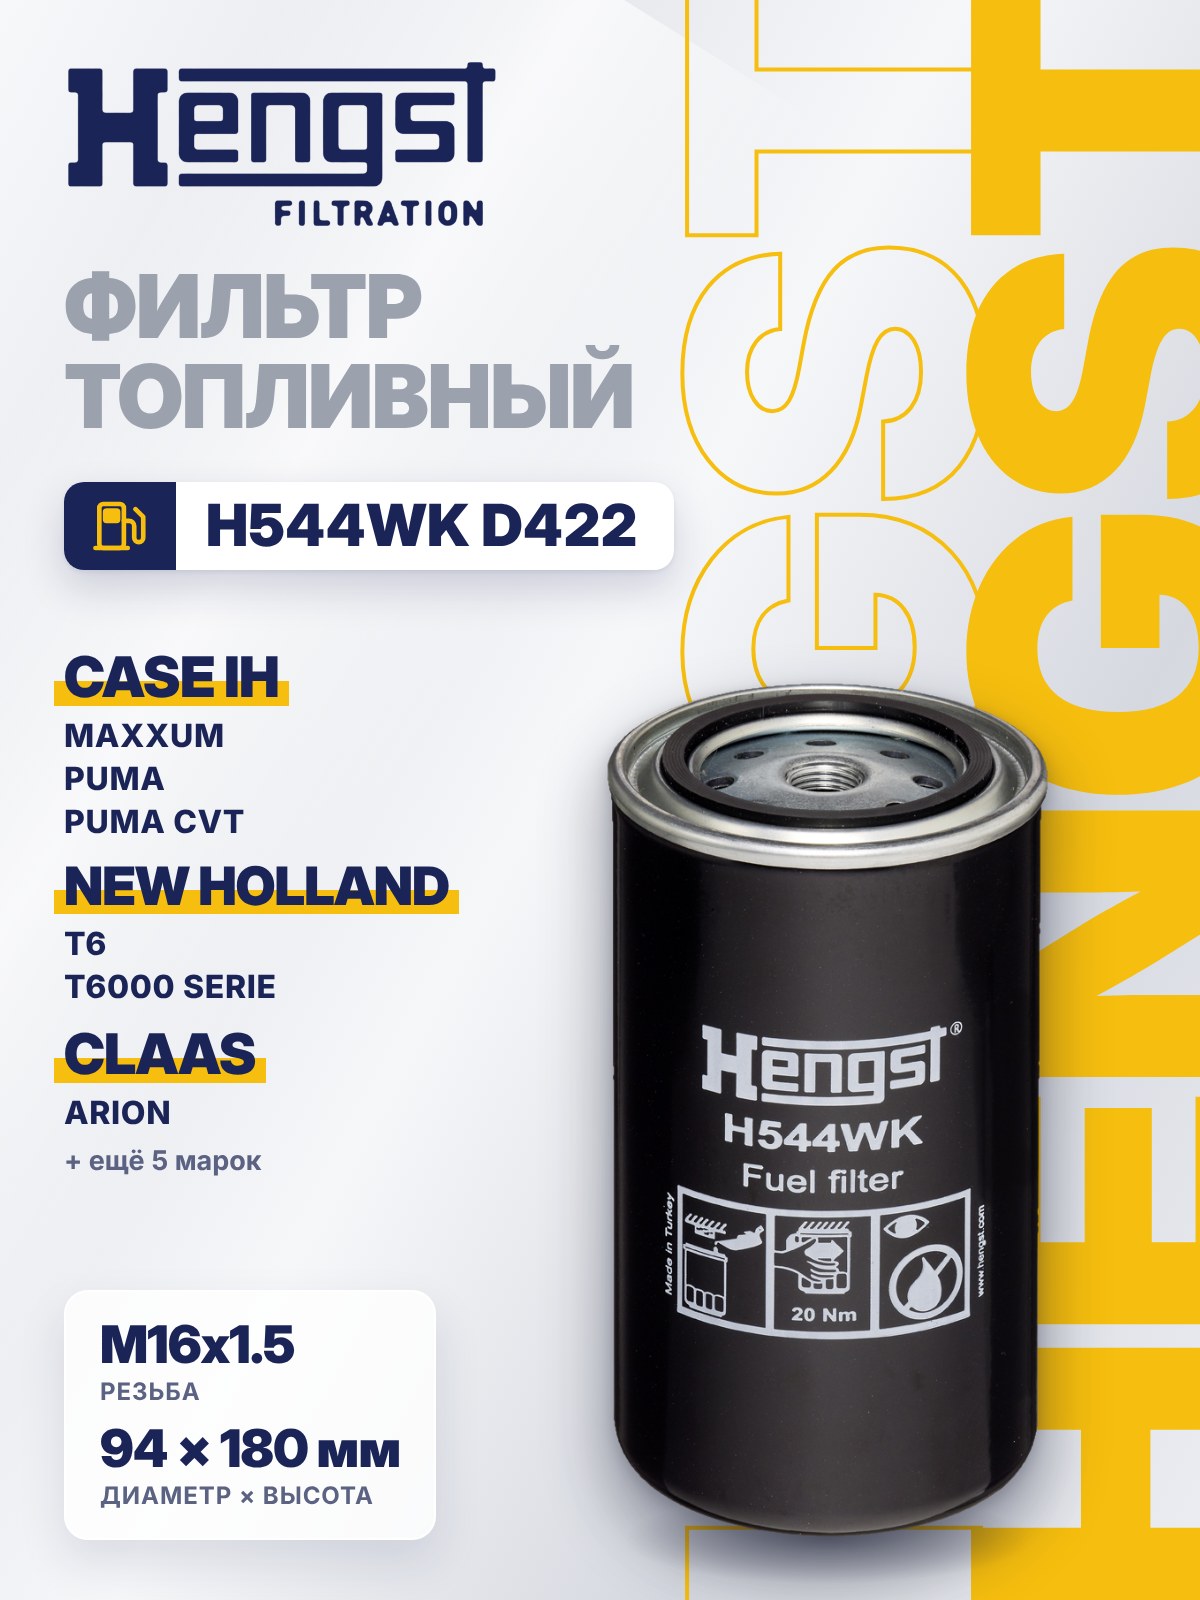 Hengst
FILTRATION
ФИЛЬТР
ТОПЛИВНЫЙ
H544WK D422
CASE IH
MAXXUM
PUMA
PUMA CVT
NEW HOLLAND
T6
T6000 SERIE
CLAAS
ARION
+ ещё 5 марок
M16x1.5
РЕЗЬБА
94 × 180 мм
ДИАМЕТР × ВЫСОТА
HENGST
HENGST
Hengst®
H544WK
Fuel filter
Made in Turkey
20 Nm
www.hengst.com